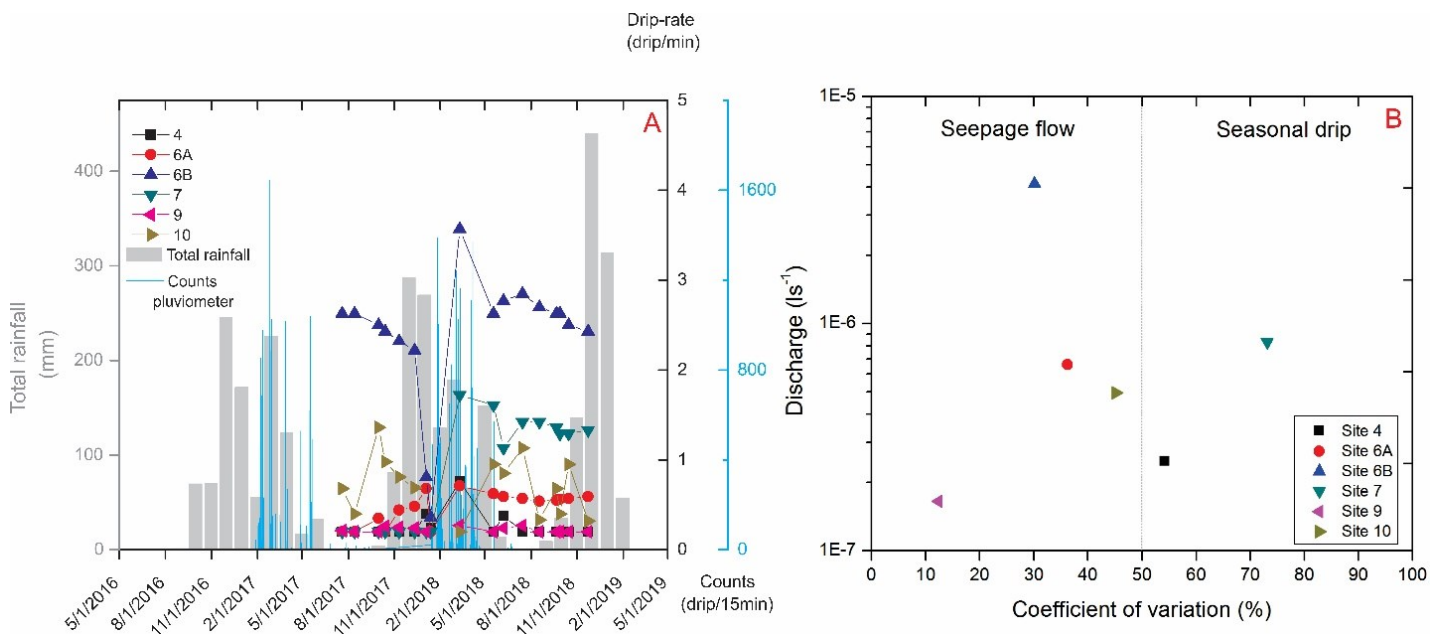 Drip-rate
(drip/min)
A
Total rainfall
(mm)
400
300
200
100
0
4
6A
6B
7
9
10
Total rainfall
Counts
pluviometer
5
4
3
2
1
0
1600
800
0
5/1/2016
8/1/2016
11/1/2016
2/1/2017
5/1/2017
8/1/2017
11/1/2017
2/1/2018
5/1/2018
8/1/2018
11/1/2018
2/1/2019
5/1/2019
Counts
(drip/15min)
B
Seepage flow
Seasonal drip
Discharge (ls-1)
1E-5
1E-6
1E-7
Site 4
Site 6A
Site 6B
Site 7
Site 9
Site 10
0 10 20 30 40 50 60 70 80 90 100
Coefficient of variation (%)